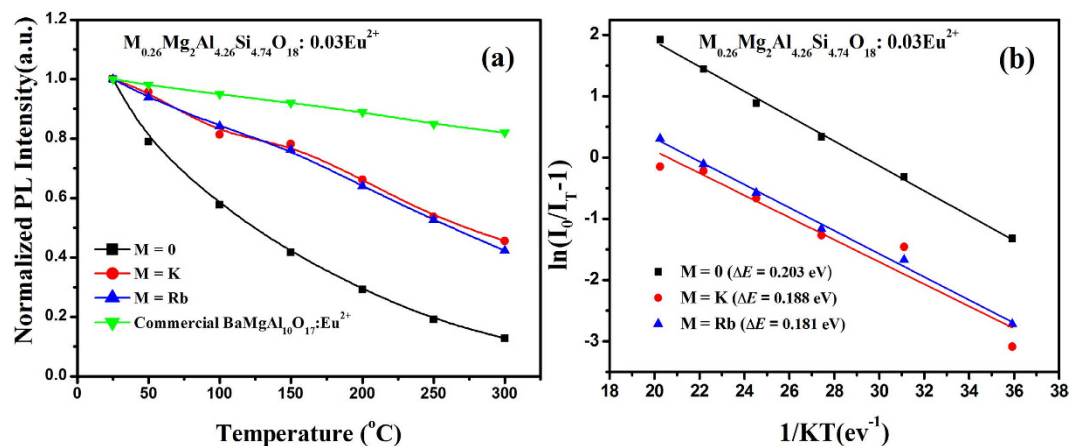 M₀.₂₆Mg₂Al₄.₂₆Si₄.₇₄O₁₈: 0.03Eu²⁺
(a)
Normalized PL Intensity(a.u.)
1.2
1.0
0.8
0.6
0.4
0.2
0.0
M = 0
M = K
M = Rb
Commercial BaMgAl₁₀O₁₇:Eu²⁺
0 50 100 150 200 250 300
Temperature (°C)
M₀.₂₆Mg₂Al₄.₂₆Si₄.₇₄O₁₈: 0.03Eu²⁺
(b)
ln(I₀/I_T-1)
2
1
0
-1
-2
-3
M = 0 (ΔE = 0.203 eV)
M = K (ΔE = 0.188 eV)
M = Rb (ΔE = 0.181 eV)
18 20 22 24 26 28 30 32 34 36 38
1/KT(ev⁻¹)